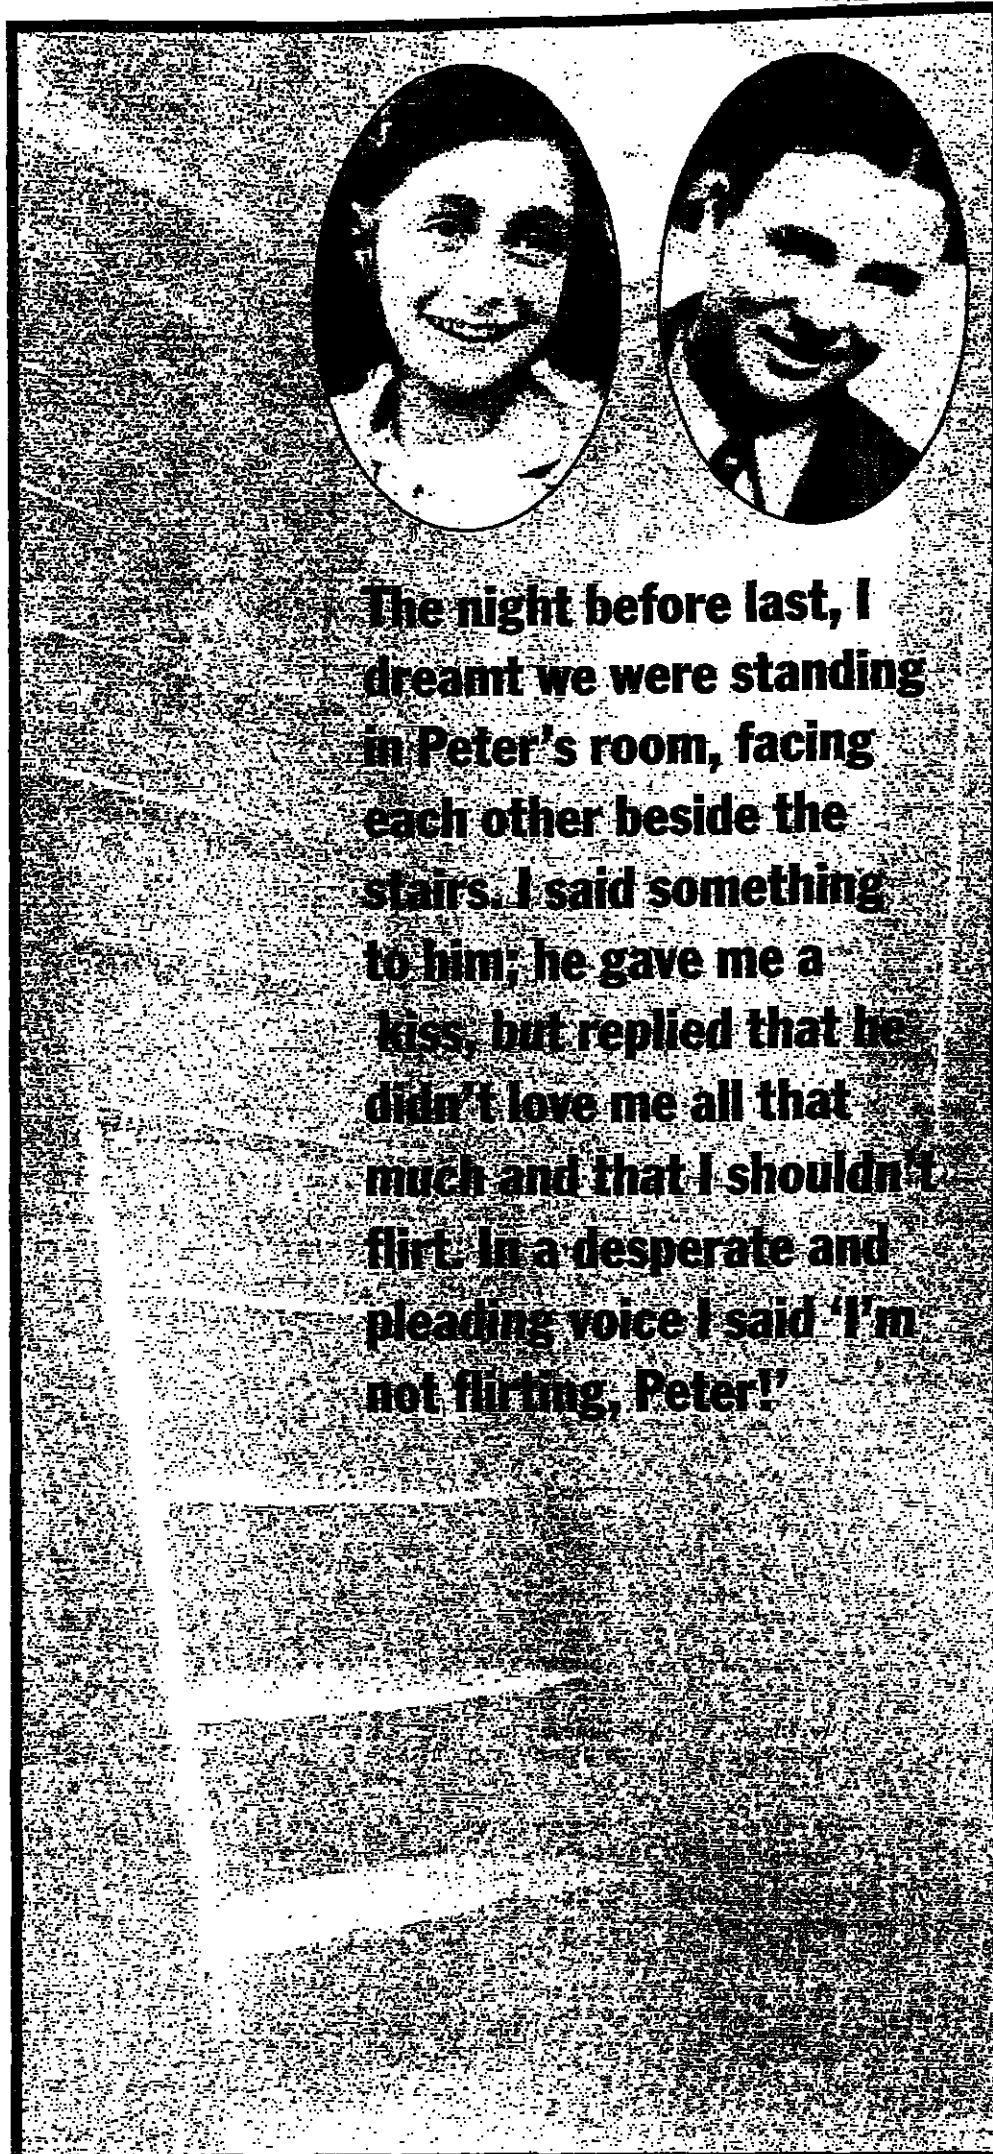 The night before last, I
dreamt we were standing
in Peter's room, facing
each other beside the
stairs. I said something
to him; he gave me a
kiss, but replied that he
didn't love me all that
much and that I shouldn't
flirt. In a desperate and
pleading voice I said ‘I'm
not flirting, Peter!’